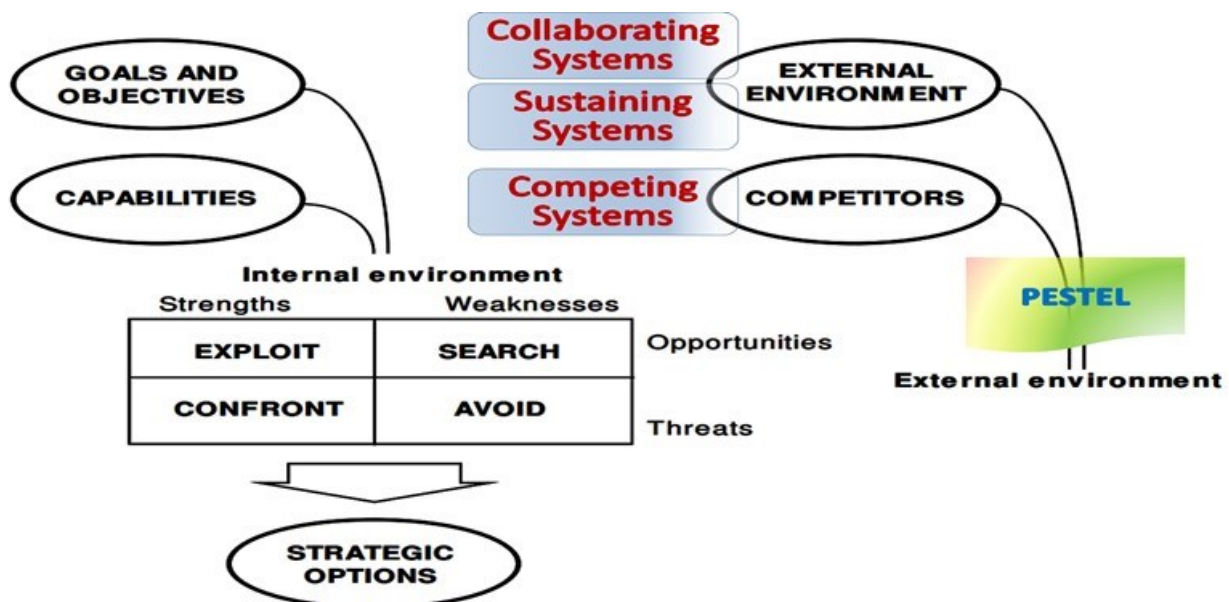 GOALS AND
OBJECTIVES
CAPABILITIES
Collaborating
Systems
Sustaining
Systems
Competing
Systems
EXTERNAL
ENVIRONMENT
COMPETITORS
PESTEL
External environment
Internal environment
Strengths
Weaknesses
EXPLOIT
SEARCH
Opportunities
CONFRONT
AVOID
Threats
STRATEGIC
OPTIONS